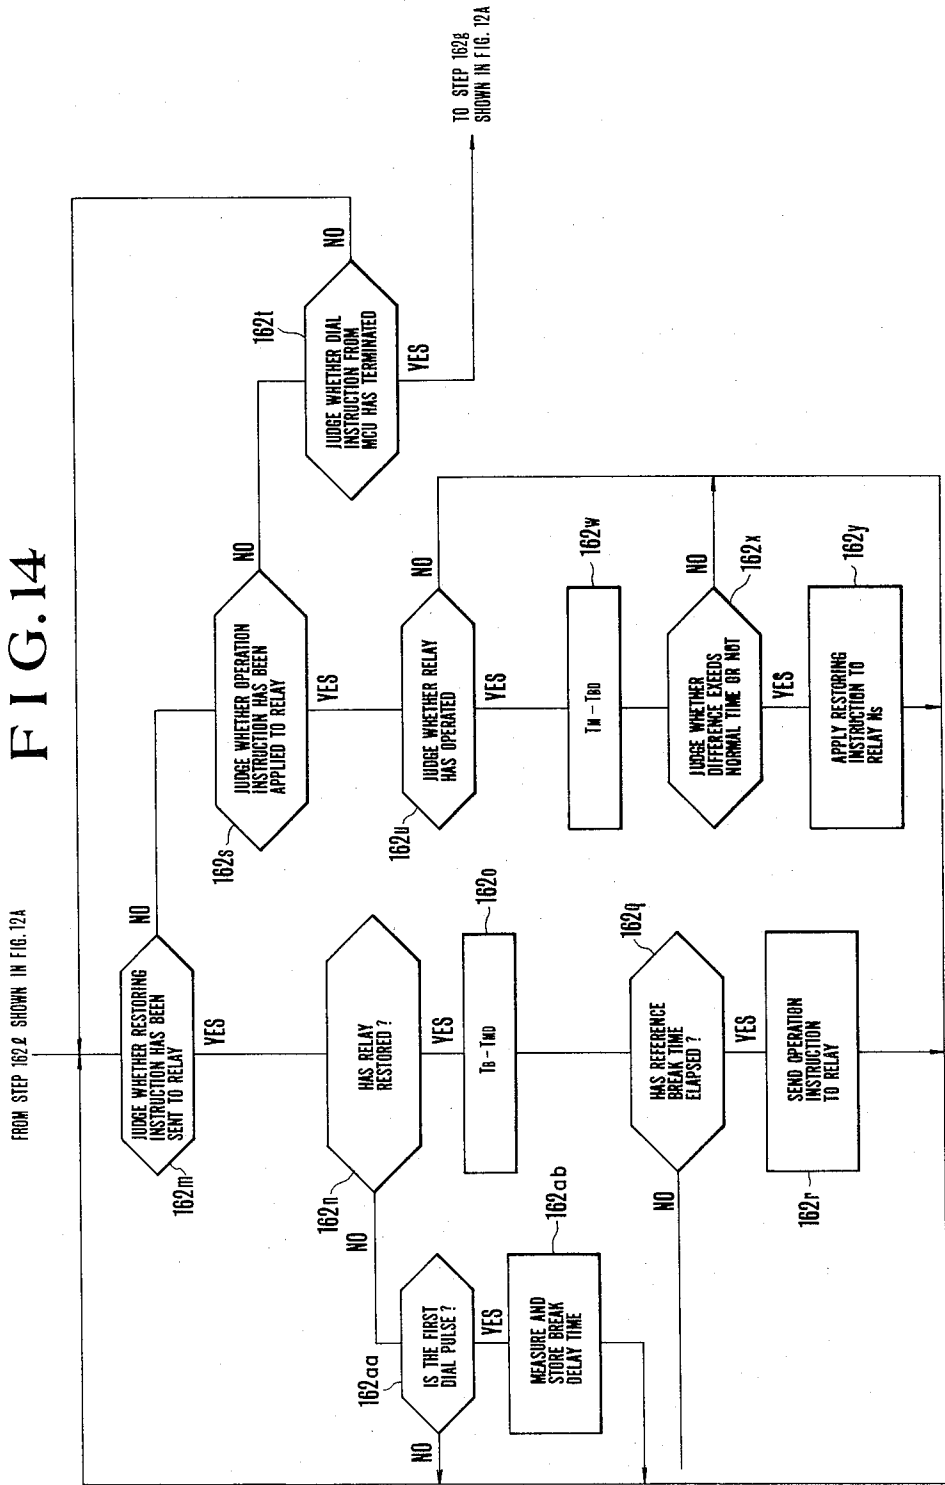 FIG.14
FROM STEP 162ℓ SHOWN IN FIG. 12A
JUDGE WHETHER RESTORING
INSTRUCTION HAS BEEN
SENT TO RELAY
162m
NO
YES
HAS RELAY
RESTORED ?
162n
NO
YES
IS THE FIRST
DIAL PULSE ?
162aa
NO
YES
MEASURE AND
STORE BREAK
DELAY TIME
162ab
TB – TMD
162o
HAS REFERENCE
BREAK TIME
ELAPSED ?
162q
NO
YES
SEND OPERATION
INSTRUCTION
TO RELAY
162r
JUDGE WHETHER OPERATION
INSTRUCTION HAS BEEN
APPLIED TO RELAY
162s
NO
YES
JUDGE WHETHER RELAY
HAS OPERATED
162u
NO
YES
TM – TBD
162w
JUDGE WHETHER
DIFFERENCE EXEEDS
NORMAL TIME OR NOT
162x
NO
YES
APPLY RESTORING
INSTRUCTION TO
RELAY NS
162y
JUDGE WHETHER DIAL
INSTRUCTION FROM
MCU HAS TERMINATED
162t
NO
YES
TO STEP 162g
SHOWN IN FIG. 12A